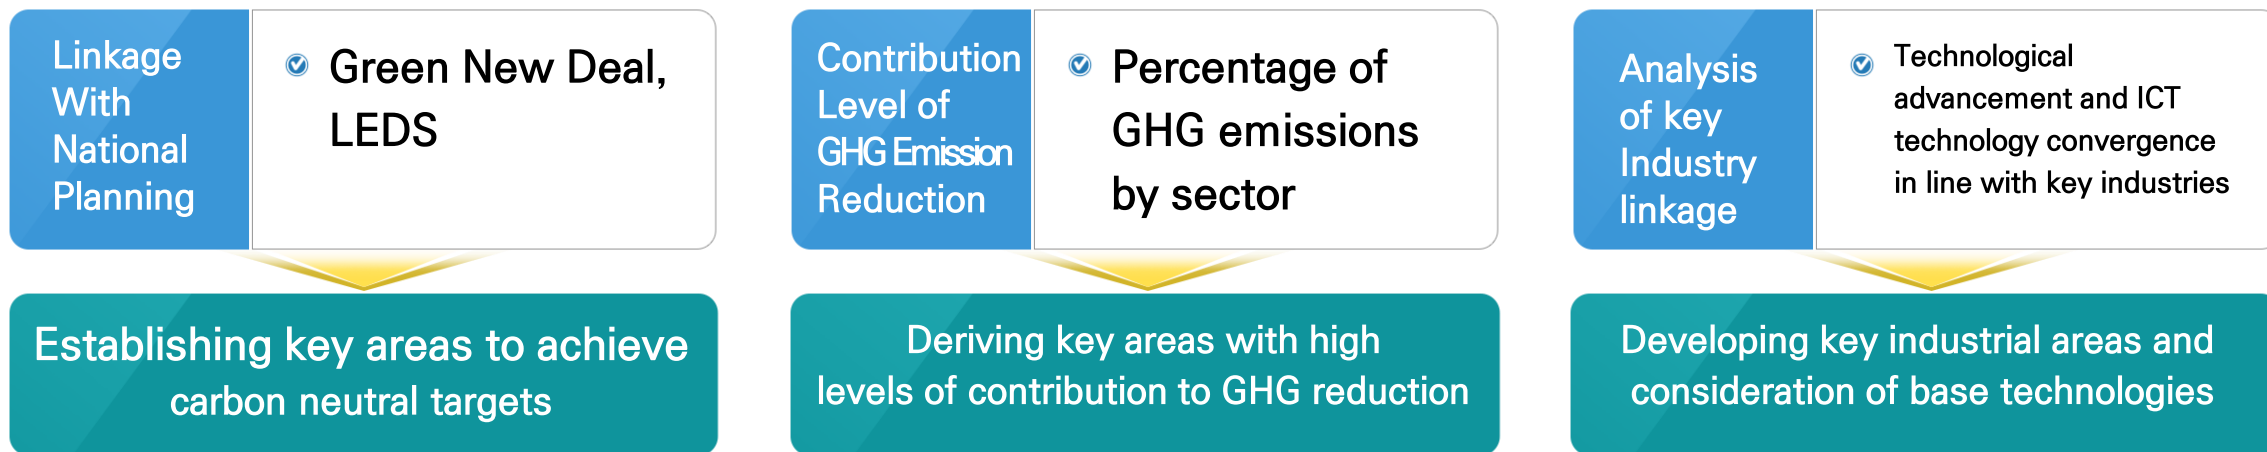 Linkage
With
National
Planning
Green New Deal,
LEDS
Establishing key areas to achieve
carbon neutral targets
Contribution
Level of
GHG Emission
Reduction
Percentage of
GHG emissions
by sector
Deriving key areas with high
levels of contribution to GHG reduction
Analysis
of key
Industry
linkage
Technological
advancement and ICT
technology convergence
in line with key industries
Developing key industrial areas and
consideration of base technologies